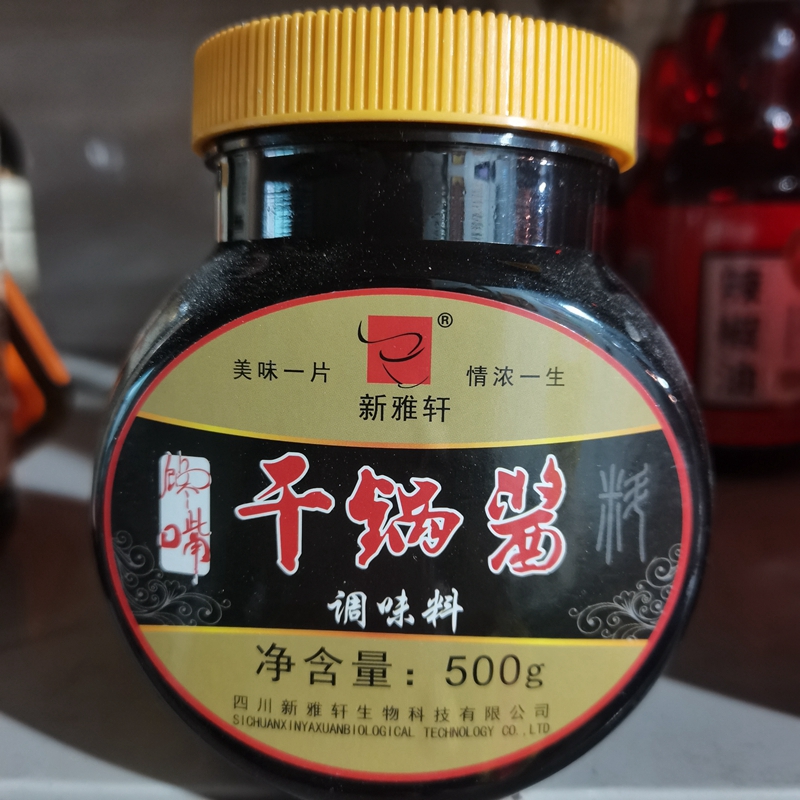 美味一片
®
情浓一生
新雅轩
馋嘴
干锅酱
料
调味料
净含量：500g
四川新雅轩生物科技有限公司
SICHUANXINYAXUANBIOLOGICAL TECHNOLOGY CO.,LTD
辣椒油